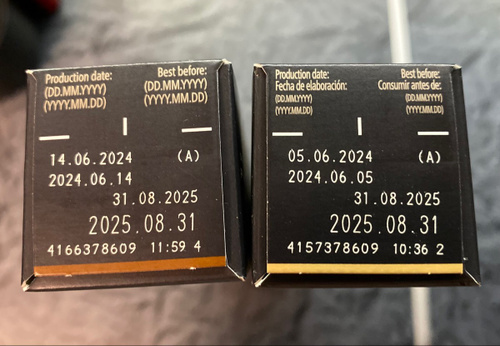 Production date: Best before:
(DD.MM.YYYY) (DD.MM.YYYY)
(YYYY.MM.DD) (YYYY.MM.DD)
14.06.2024 (A)
2024.06.14
31.08.2025
2025.08.31
4166378609 11:59 4
Production date: Best before:
Fecha de elaboración: Consumir antes de:
(DD.MM.YYYY) (DD.MM.YYYY)
(YYYY.MM.DD) (YYYY.MM.DD)
05.06.2024 (A)
2024.06.05
31.08.2025
2025.08.31
4157378609 10:36 2